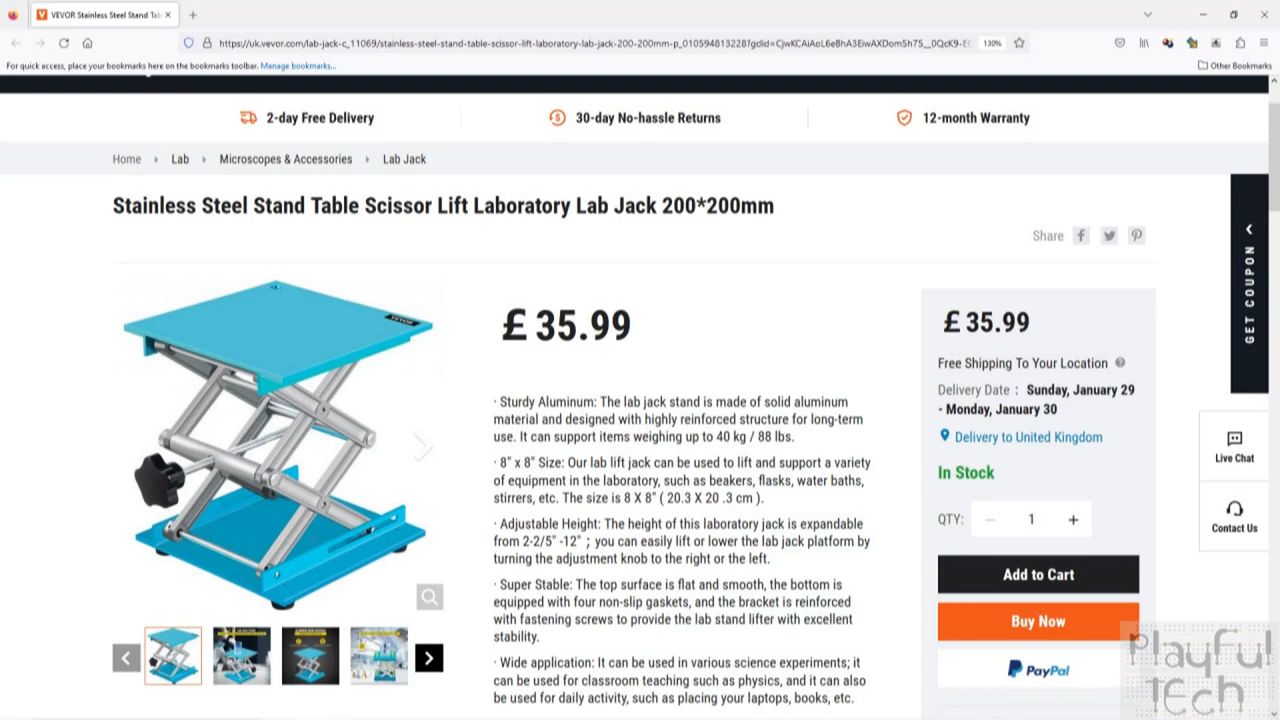 VEVOR Stainless Steel Stand Tab
https://uk.vevor.com/lab-jack-c_11069/stainless-steel-stand-table-scissor-lift-laboratory-lab-jack-200-200mm-p_010594813228?gclid=CjwKCAiAoL6eBhA3EiwAXDom5h75__0QcK9-EC
130%
For quick access, place your bookmarks here on the bookmarks toolbar. Manage bookmarks...
Other Bookmarks
2-day Free Delivery
30-day No-hassle Returns
12-month Warranty
Home
Lab
Microscopes & Accessories
Lab Jack
Stainless Steel Stand Table Scissor Lift Laboratory Lab Jack 200*200mm
Share
GET COUPON
VEVOR
£ 35.99
· Sturdy Aluminum: The lab jack stand is made of solid aluminum
material and designed with highly reinforced structure for long-term
use. It can support items weighing up to 40 kg / 88 lbs.
· 8" x 8" Size: Our lab lift jack can be used to lift and support a variety
of equipment in the laboratory, such as beakers, flasks, water baths,
stirrers, etc. The size is 8 X 8" ( 20.3 X 20 .3 cm ).
· Adjustable Height: The height of this laboratory jack is expandable
from 2-2/5" -12" ; you can easily lift or lower the lab jack platform by
turning the adjustment knob to the right or the left.
· Super Stable: The top surface is flat and smooth, the bottom is
equipped with four non-slip gaskets, and the bracket is reinforced
with fastening screws to provide the lab stand lifter with excellent
stability.
· Wide application: It can be used in various science experiments; it
can be used for classroom teaching such as physics, and it can also
be used for daily activity, such as placing your laptops, books, etc.
£ 35.99
Free Shipping To Your Location
Delivery Date : Sunday, January 29
- Monday, January 30
Delivery to United Kingdom
In Stock
QTY: − 1 +
Add to Cart
Buy Now
PayPal
Live Chat
Contact Us
Playful
tech